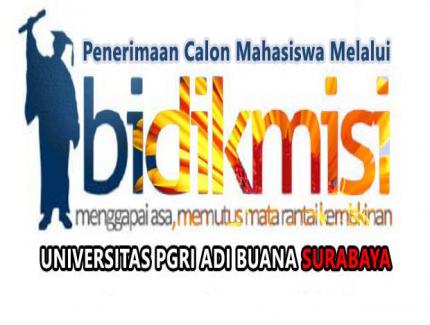 Penerimaan Calon Mahasiswa Melalui
bidikmisi
menggapai asa, memutus mata rantai kemiskinan
UNIVERSITAS PGRI ADI BUANA SURABAYA